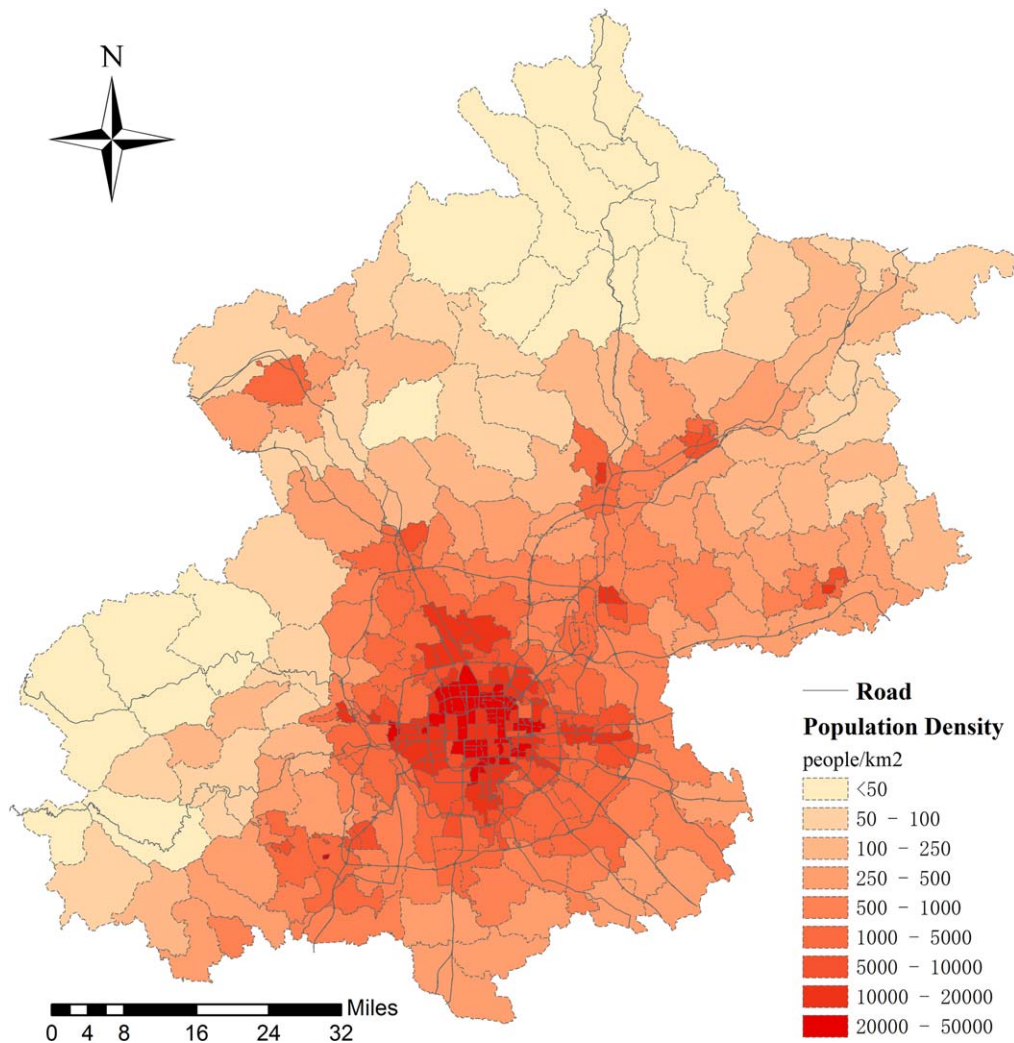 N
Road
Population Density
people/km2
<50
50 - 100
100 - 250
250 - 500
500 - 1000
1000 - 5000
5000 - 10000
10000 - 20000
20000 - 50000
Miles
0 4 8 16 24 32